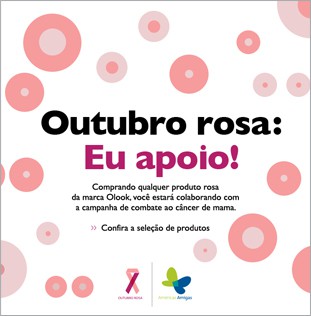 Outubro rosa:
Eu apoio!
Comprando qualquer produto rosa
da marca Olook, você estará colaborando com
a campanha de combate ao câncer de mama.
» Confira a seleção de produtos
OUTUBRO ROSA
Américas Amigas